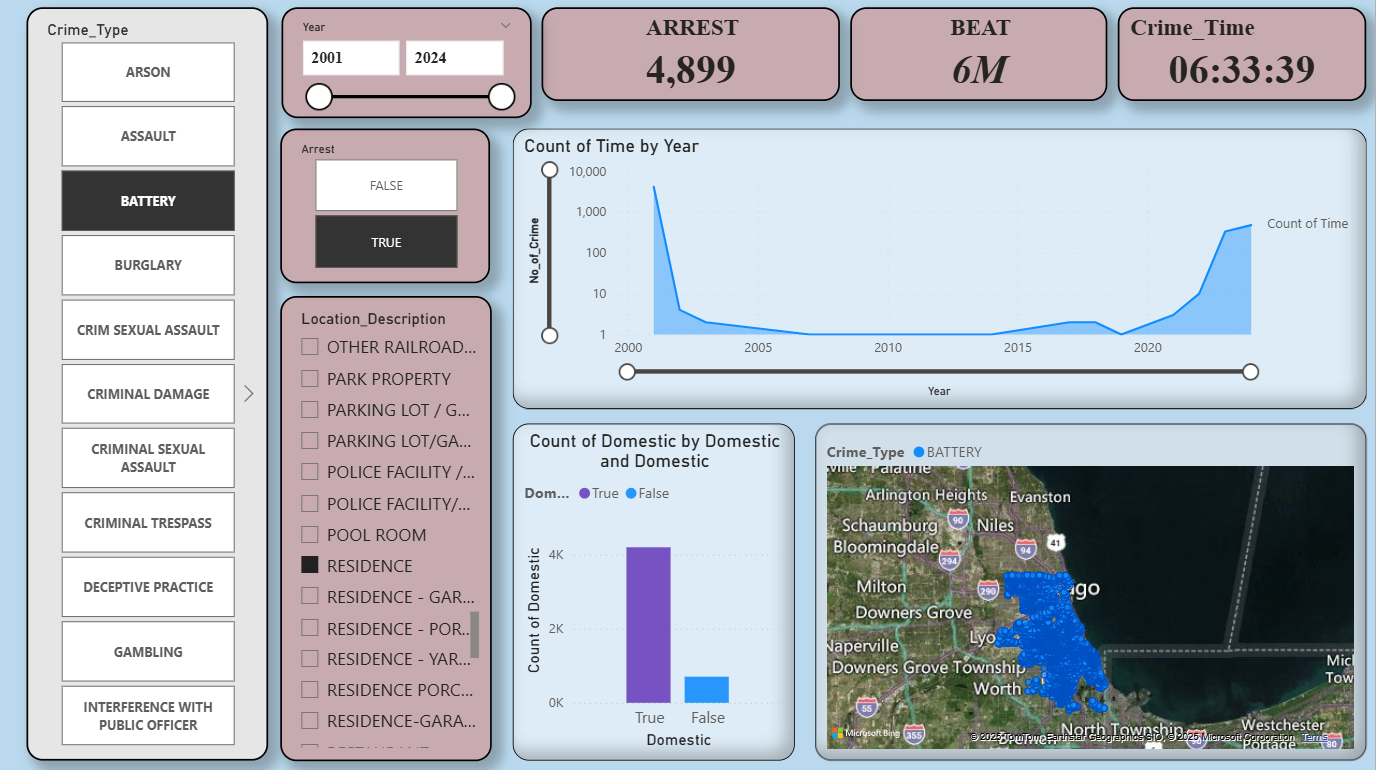 Crime_Type
ARSON
ASSAULT
BATTERY
BURGLARY
CRIM SEXUAL ASSAULT
CRIMINAL DAMAGE
CRIMINAL SEXUAL
ASSAULT
CRIMINAL TRESPASS
DECEPTIVE PRACTICE
GAMBLING
INTERFERENCE WITH
PUBLIC OFFICER
Year
2001
2024
ARREST
4,899
BEAT
6M
Crime_Time
06:33:39
Arrest
FALSE
TRUE
Location_Description
OTHER RAILROAD...
PARK PROPERTY
PARKING LOT / G...
PARKING LOT/GA...
POLICE FACILITY /...
POLICE FACILITY/...
POOL ROOM
RESIDENCE
RESIDENCE - GAR...
RESIDENCE - POR...
RESIDENCE - YAR...
RESIDENCE PORC...
RESIDENCE-GARA...
Count of Time by Year
No_of_Crime
10,000
1,000
100
10
1
2000
2005
2010
2015
2020
Year
Count of Time
Count of Domestic by Domestic
and Domestic
Dom... True False
Count of Domestic
4K
2K
0K
True
False
Domestic
Crime_Type BATTERY
Palatine
Arlington Heights
Evanston
Schaumburg
90
Niles
41
94
Bloomingdale
294
Milton
290
ago
Downers Grove
Lyo
Naperville
Downers Grove Township
Worth
Mich
Tow
55
355
North Township
Westchester
Portage
90
80
Microsoft Bing
© 2025 TomTom, Earthstar Geographics SIO, © 2025 Microsoft Corporation Terms